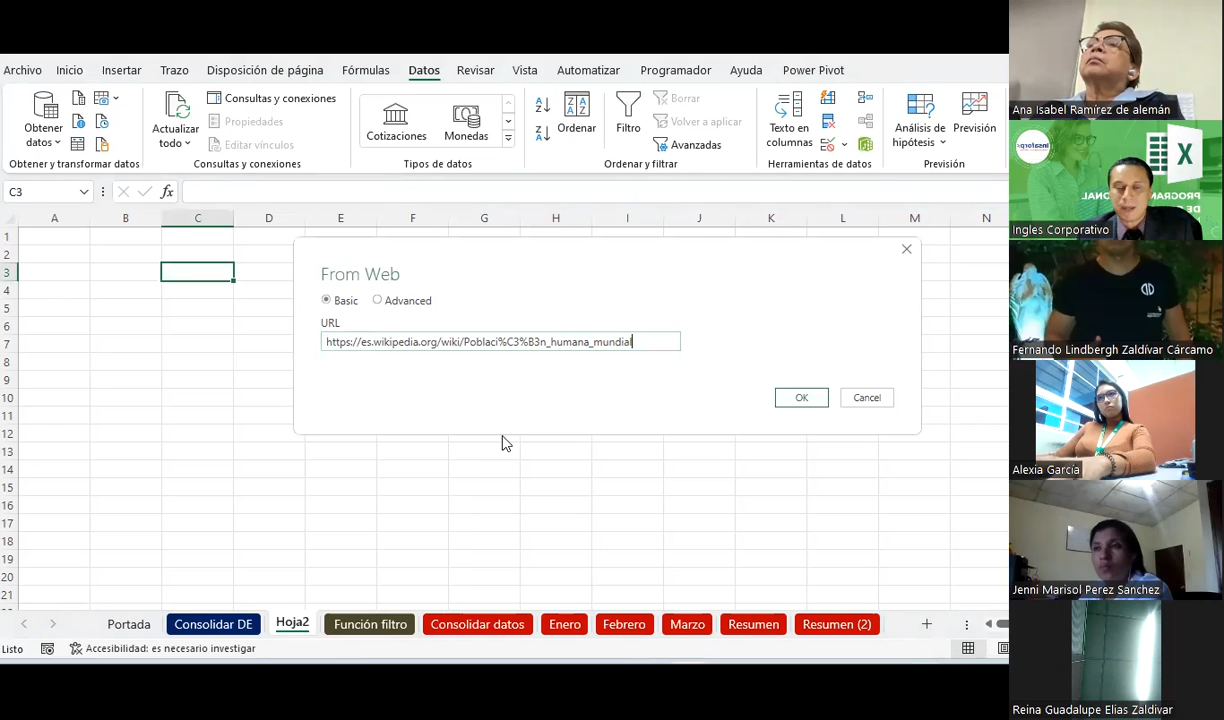 Archivo Inicio Insertar Trazo Disposición de página Fórmulas Datos Revisar Vista Automatizar Programador Ayuda Power Pivot
Obtener datos
Actualizar todo
Consultas y conexiones
Propiedades
Editar vínculos
Cotizaciones
Monedas
Ordenar
Filtro
Borrar
Volver a aplicar
Avanzadas
Texto en columnas
Análisis de hipótesis
Previsión
Obtener y transformar datos
Consultas y conexiones
Tipos de datos
Ordenar y filtrar
Herramientas de datos
Previsión
C3
fx
A B C D E F G H I J K L M N
1
2
3
4
5
6
7
8
9
10
11
12
13
14
15
16
17
18
19
20
21
From Web
Basic Advanced
URL
https://es.wikipedia.org/wiki/Poblaci%C3%B3n_humana_mundial
OK Cancel
Portada Consolidar DE Hoja2 Función filtro Consolidar datos Enero Febrero Marzo Resumen Resumen (2)
Listo Accesibilidad: es necesario investigar
Ana Isabel Ramírez de alemán
X
Ingles Corporativo
Fernando Lindbergh Zaldívar Cárcamo
Alexia García
Jenni Marisol Perez Sanchez
Reina Guadalupe Elias Zaldivar